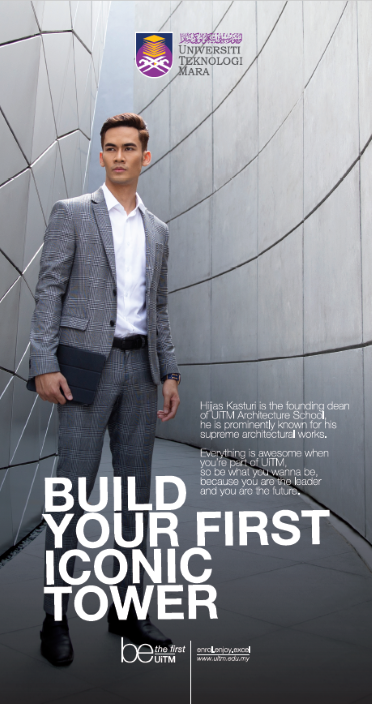 UNIVERSITI
TEKNOLOGI
MARA
Hijjas Kasturi is the founding dean
of UiTM Architecture School,
he is prominently known for his
supreme architectural works.
Everything is awesome when
you're part of UiTM,
so be what you wanna be,
because you are the leader
and you are the future.
BUILD
YOUR FIRST
ICONIC
TOWER
be the first
UiTM
enroll,enjoy,excel
www.uitm.edu.my